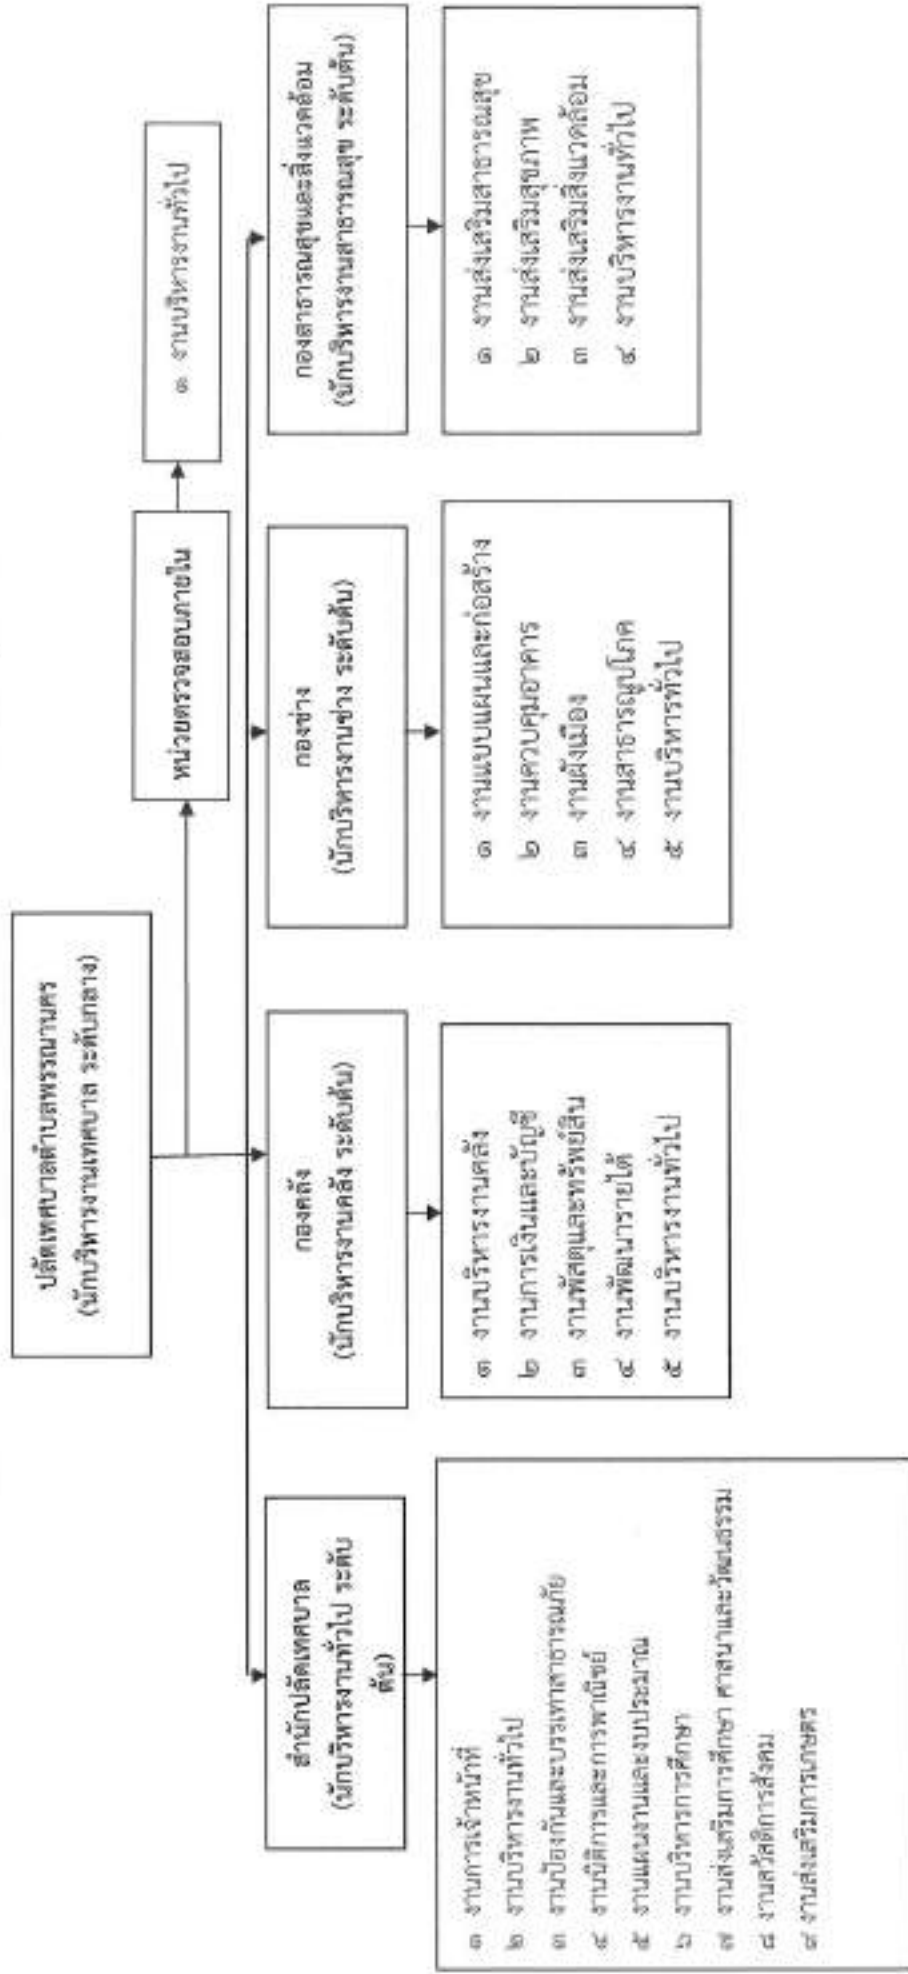 ปลัดเทศบาลตำบลพรรณานคร
(นักบริหารงานเทศบาล ระดับกลาง)
หน่วยตรวจสอบภายใน
๑ งานบริหารงานทั่วไป
สำนักปลัดเทศบาล
(นักบริหารงานทั่วไป ระดับ
ต้น)
กองคลัง
(นักบริหารงานคลัง ระดับต้น)
กองช่าง
(นักบริหารงานช่าง ระดับต้น)
กองสาธารณสุขและสิ่งแวดล้อม
(นักบริหารงานสาธารณสุข ระดับต้น)
๑ งานการเจ้าหน้าที่
๒ งานบริหารงานทั่วไป
๓ งานป้องกันและบรรเทาสาธารณภัย
๔ งานนิติการและการพาณิชย์
๕ งานแผนงานและงบประมาณ
๖ งานบริหารการศึกษา
๗ งานส่งเสริมการศึกษา ศาสนาและวัฒนธรรม
๘ งานสวัสดิการสังคม
๙ งานส่งเสริมการเกษตร
๑ งานบริหารงานคลัง
๒ งานการเงินและบัญชี
๓ งานพัสดุและทรัพย์สิน
๔ งานพัฒนารายได้
๕ งานบริหารงานทั่วไป
๑ งานแบบแผนและก่อสร้าง
๒ งานควบคุมอาคาร
๓ งานผังเมือง
๔ งานสาธารณูปโภค
๕ งานบริหารทั่วไป
๑ งานส่งเสริมสาธารณสุข
๒ งานส่งเสริมสุขภาพ
๓ งานส่งเสริมสิ่งแวดล้อม
๔ งานบริหารงานทั่วไป